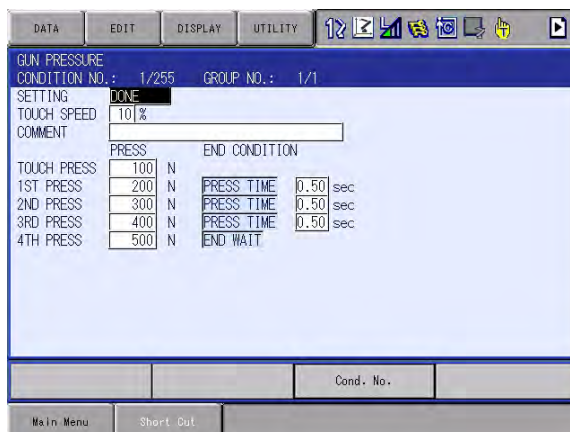 DATA EDIT DISPLAY UTILITY
GUN PRESSURE
CONDITION NO.: 1/255 GROUP NO.: 1/1
SETTING DONE
TOUCH SPEED 10 %
COMMENT
PRESS END CONDITION
TOUCH PRESS 100 N
1ST PRESS 200 N PRESS TIME 0.50 sec
2ND PRESS 300 N PRESS TIME 0.50 sec
3RD PRESS 400 N PRESS TIME 0.50 sec
4TH PRESS 500 N END WAIT
Cond. No.
Main Menu Short Cut